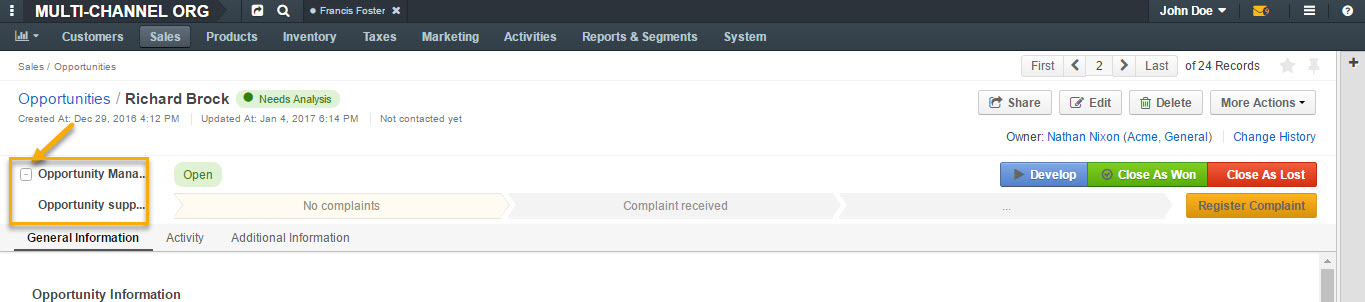 MULTI-CHANNEL ORG Francis Foster John Doe
Customers Sales Products Inventory Taxes Marketing Activities Reports & Segments System
Sales / Opportunities First 2 Last of 24 Records
Opportunities / Richard Brock Needs Analysis Share Edit Delete More Actions
Created At: Dec 29, 2016 4:12 PM Updated At: Jan 4, 2017 6:14 PM Not contacted yet
Owner: Nathan Nixon (Acme, General) Change History
Opportunity Mana.. Open Develop Close As Won Close As Lost
Opportunity supp... No complaints Complaint received ... Register Complaint
General Information Activity Additional Information
Opportunity Information